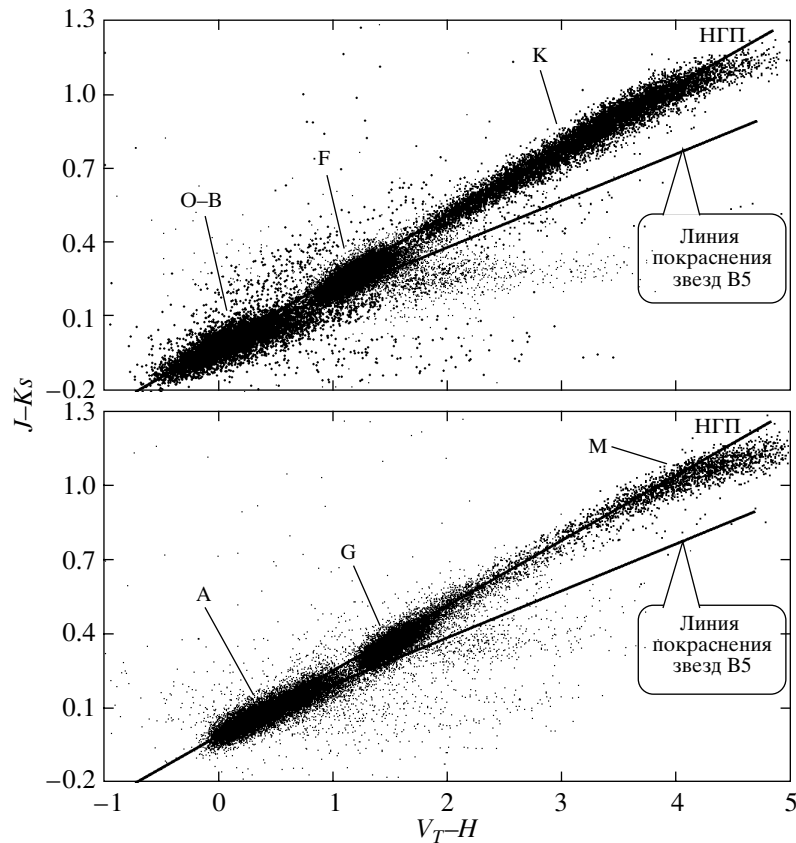 1.3
НГП
K
1.0
F
0.7
O–B
0.4
Линия
покраснения
звезд B5
0.1
–0.2
J–Ks
1.3
НГП
M
1.0
G
0.7
A
0.4
Линия
покраснения
звезд B5
0.1
–0.2
–1 0 1 2 3 4 5
V_T–H